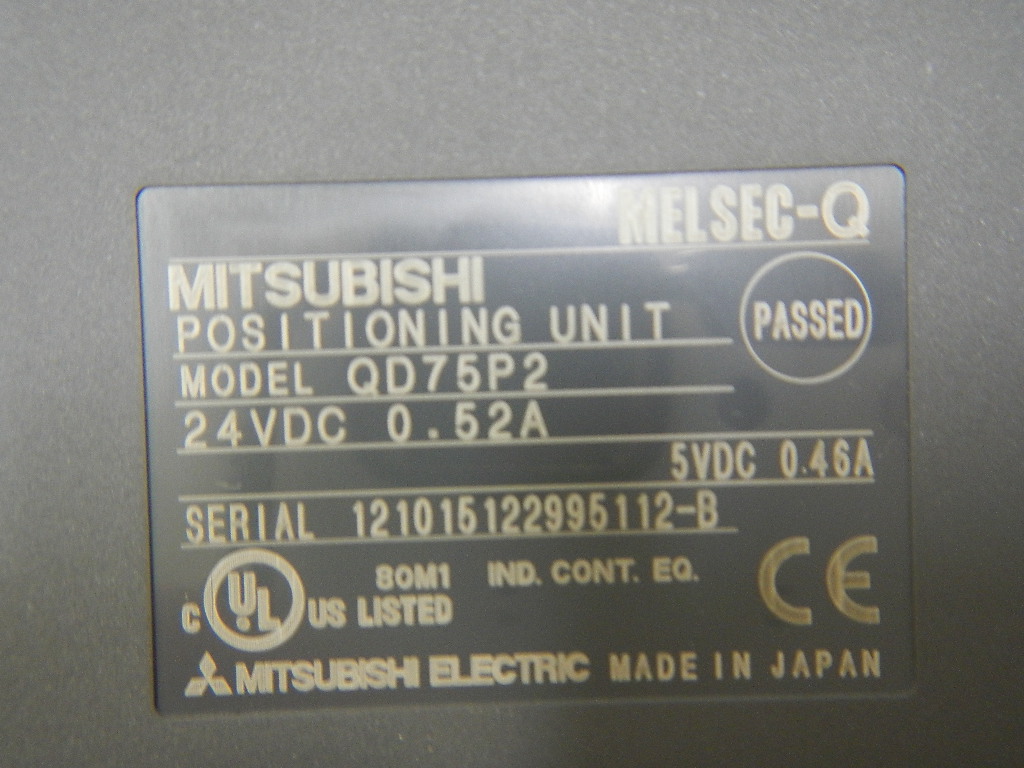 MELSEC-Q
MITSUBISHI
POSITIONING UNIT
PASSED
MODEL QD75P2
24VDC 0.52A
5VDC 0.46A
SERIAL 121015122995112-B
C UL US LISTED
80M1 IND. CONT. EQ.
CE
MITSUBISHI ELECTRIC MADE IN JAPAN